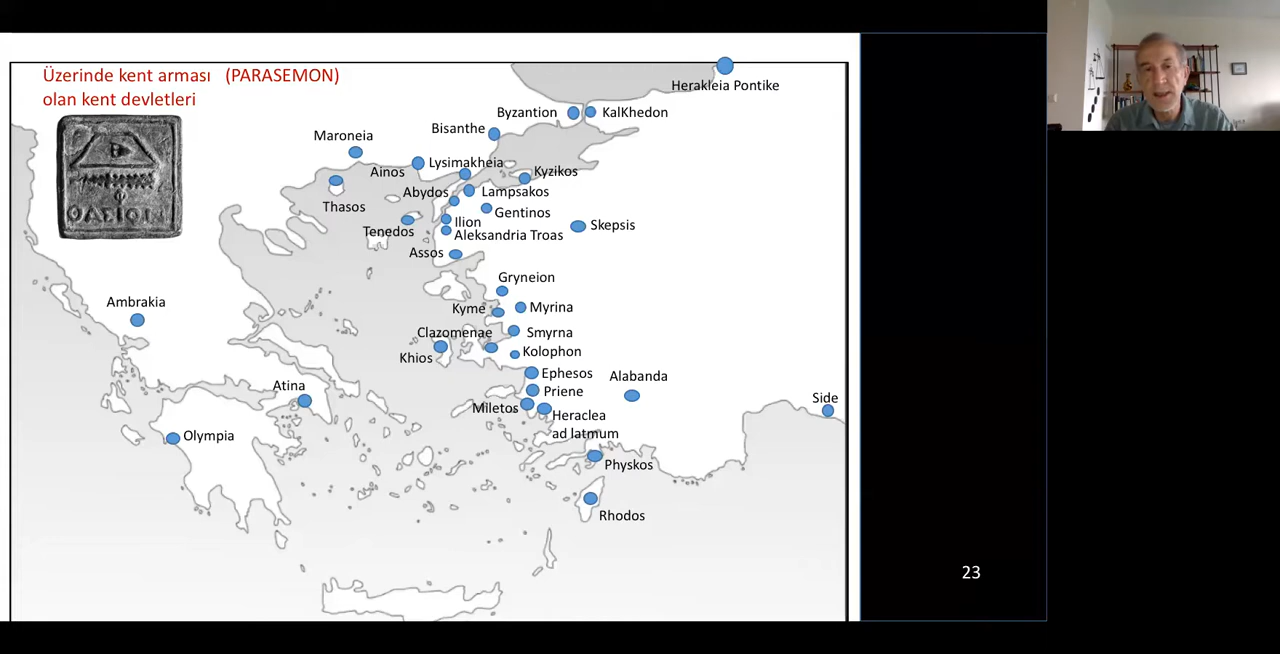 Üzerinde kent arması (PARASEMON)
olan kent devletleri
ΘΑΣΙΩΝ
Herakleia Pontike
Byzantion
KalKhedon
Bisanthe
Maroneia
Ainos
Lysimakheia
Kyzikos
Abydos
Lampsakos
Thasos
Gentinos
Tenedos
Ilion
Skepsis
Aleksandria Troas
Assos
Gryneion
Ambrakia
Kyme
Myrina
Clazomenae
Smyrna
Khios
Kolophon
Ephesos
Alabanda
Atina
Priene
Side
Miletos
Heraclea
ad latmum
Olympia
Physkos
Rhodos
23